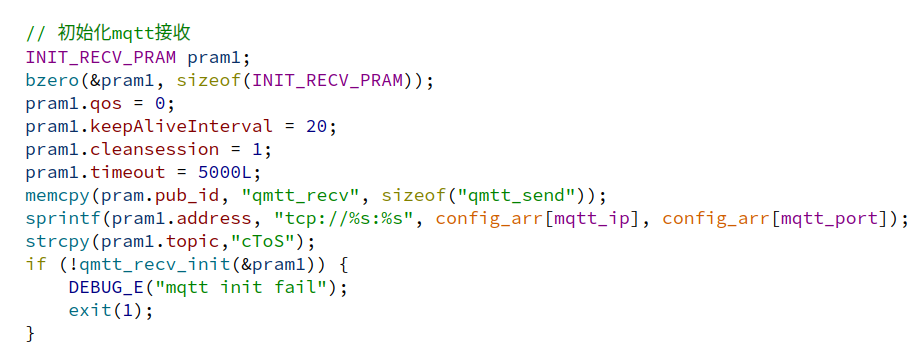 // 初始化mqtt接收
INIT_RECV_PRAM pram1;
bzero(&pram1, sizeof(INIT_RECV_PRAM));
pram1.qos = 0;
pram1.keepAliveInterval = 20;
pram1.cleansession = 1;
pram1.timeout = 5000L;
memcpy(pram.pub_id, "qmtt_recv", sizeof("qmtt_send"));
sprintf(pram1.address, "tcp://%s:%s", config_arr[mqtt_ip], config_arr[mqtt_port]);
strcpy(pram1.topic,"cToS");
if (!qmtt_recv_init(&pram1)) {
    DEBUG_E("mqtt init fail");
    exit(1);
}